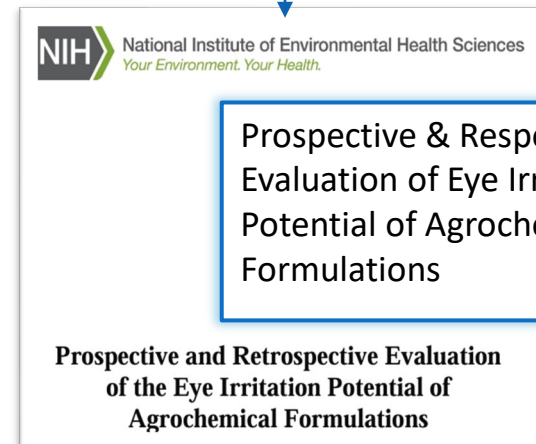 NIH
National Institute of Environmental Health Sciences
Your Environment. Your Health.
Prospective &
Evaluation of Eye
Potential of
Formulations
Prospective and Retrospective Evaluation
of the Eye Irritation Potential of
Agrochemical Formulations